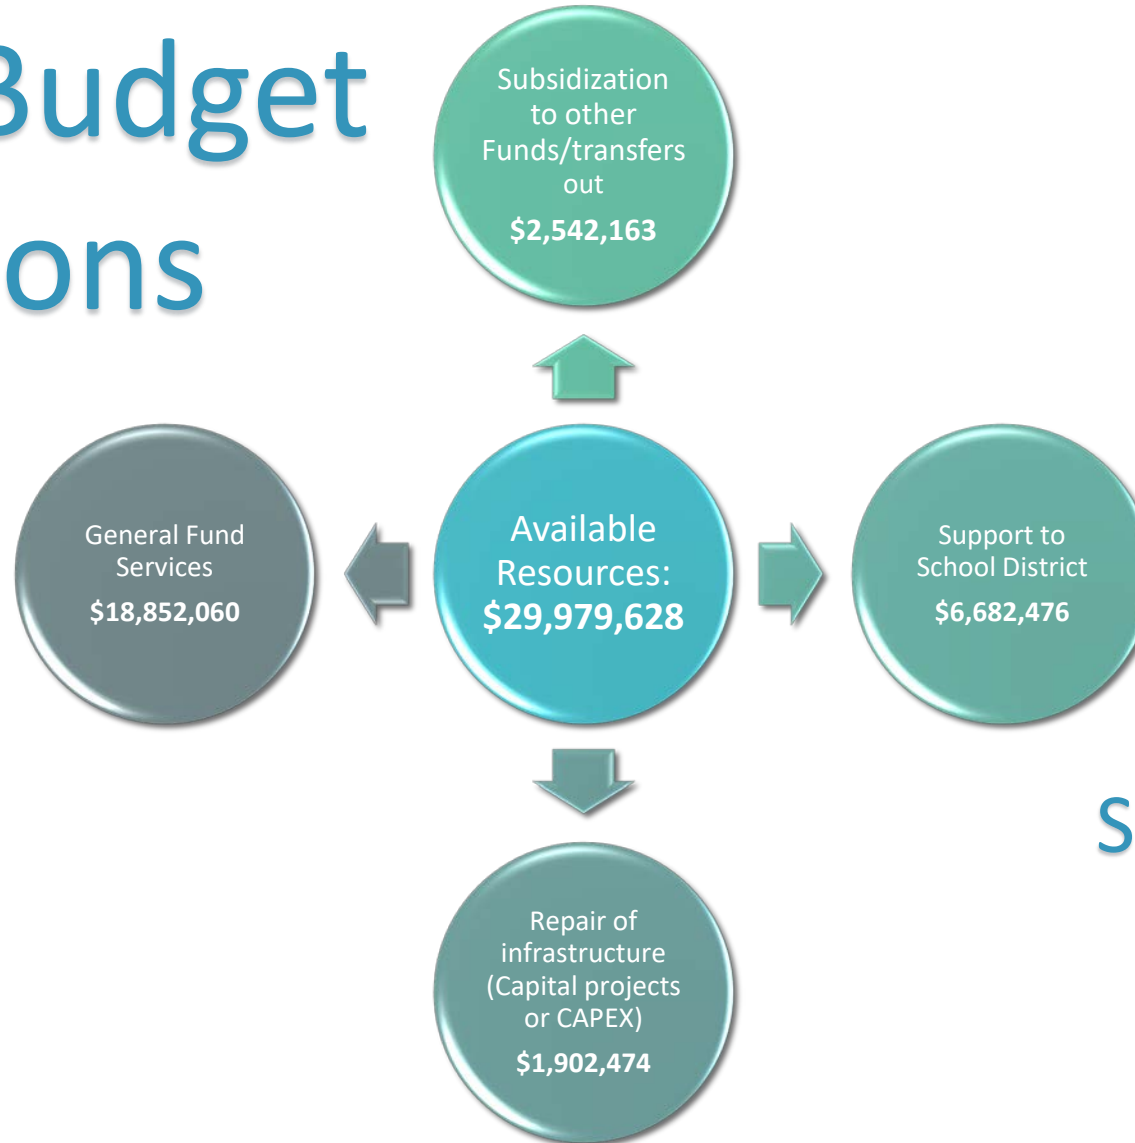 Budget
ons
Subsidization
to other
Funds/transfers
out
$2,542,163
General Fund
Services
$18,852,060
Available
Resources:
$29,979,628
Support to
School District
$6,682,476
S
Repair of
infrastructure
(Capital projects
or CAPEX)
$1,902,474